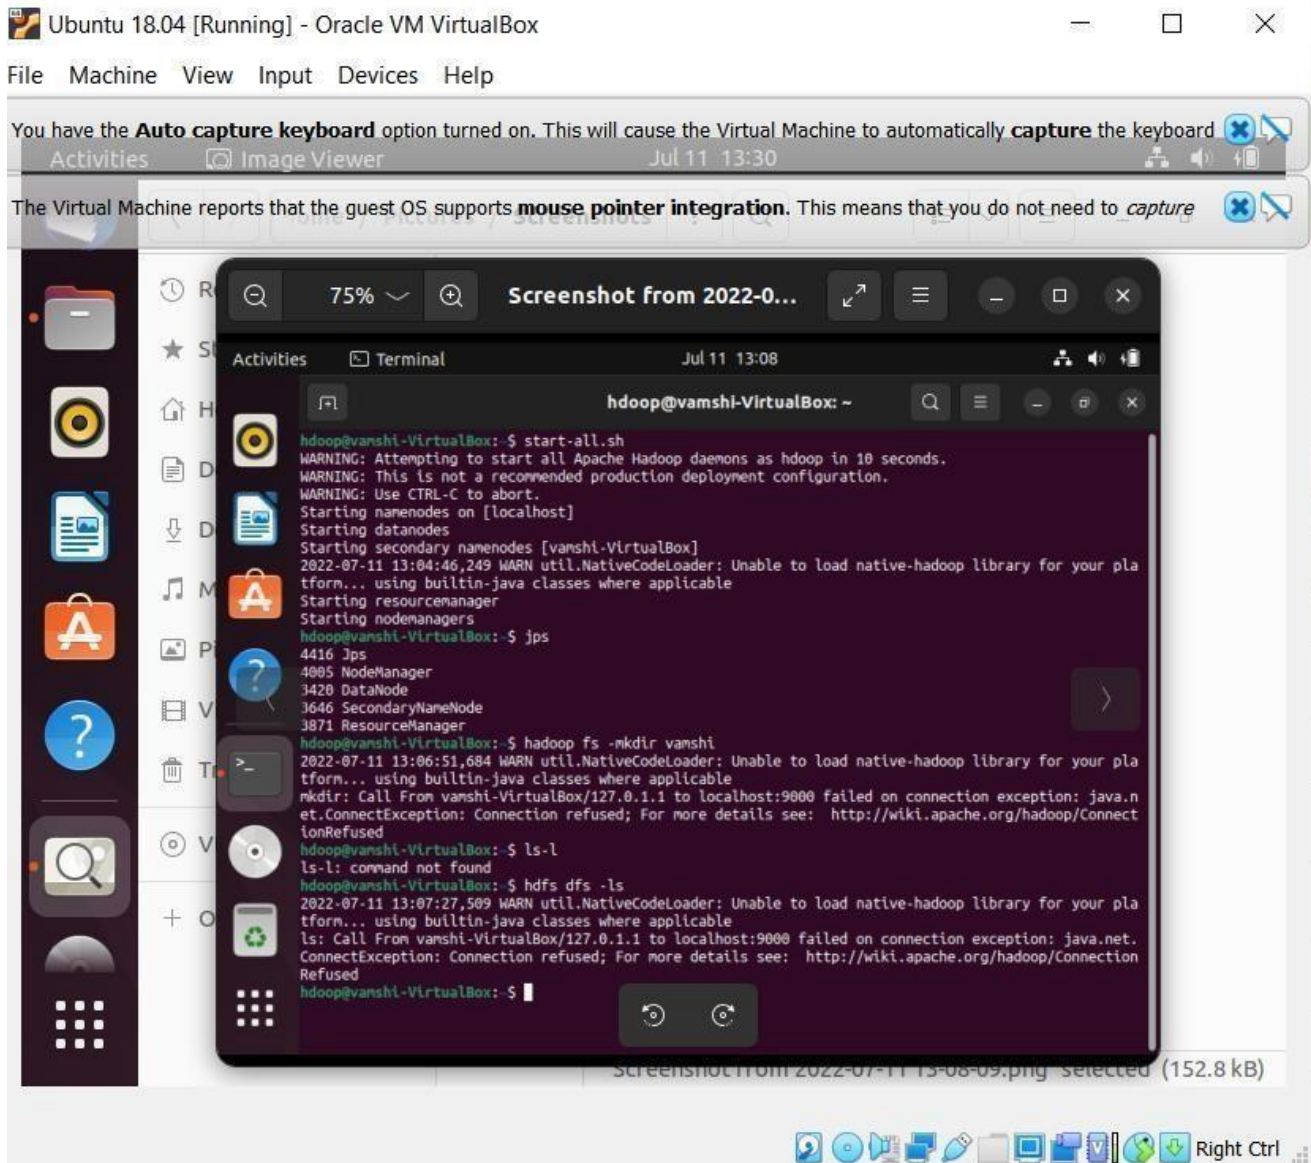 Ubuntu 18.04 [Running] - Oracle VM VirtualBox
File Machine View Input Devices Help
You have the Auto capture keyboard option turned on. This will cause the Virtual Machine to automatically capture the keyboard
Activities Image Viewer Jul 11 13:30
The Virtual Machine reports that the guest OS supports mouse pointer integration. This means that you do not need to capture
75% Screenshot from 2022-0...
Activities Terminal Jul 11 13:08
hdoop@vamshi-VirtualBox: ~
hdoop@vamshi-VirtualBox:~$ start-all.sh
WARNING: Attempting to start all Apache Hadoop daemons as hdoop in 10 seconds.
WARNING: This is not a recommended production deployment configuration.
WARNING: Use CTRL-C to abort.
Starting namenodes on [localhost]
Starting datanodes
Starting secondary namenodes [vamshi-VirtualBox]
2022-07-11 13:04:46,249 WARN util.NativeCodeLoader: Unable to load native-hadoop library for your pla
tform... using builtin-java classes where applicable
Starting resourcemanager
Starting nodemanagers
hdoop@vamshi-VirtualBox:~$ jps
4416 Jps
4005 NodeManager
3420 DataNode
3646 SecondaryNameNode
3871 ResourceManager
hdoop@vamshi-VirtualBox:~$ hadoop fs -mkdir vamshi
2022-07-11 13:06:51,684 WARN util.NativeCodeLoader: Unable to load native-hadoop library for your pla
tform... using builtin-java classes where applicable
mkdir: Call From vamshi-VirtualBox/127.0.1.1 to localhost:9000 failed on connection exception: java.n
et.ConnectException: Connection refused; For more details see:  http://wiki.apache.org/hadoop/Connect
ionRefused
hdoop@vamshi-VirtualBox:~$ ls-l
ls-l: command not found
hdoop@vamshi-VirtualBox:~$ hdfs dfs -ls
2022-07-11 13:07:27,509 WARN util.NativeCodeLoader: Unable to load native-hadoop library for your pla
tform... using builtin-java classes where applicable
ls: Call From vamshi-VirtualBox/127.0.1.1 to localhost:9000 failed on connection exception: java.net.
ConnectException: Connection refused; For more details see:  http://wiki.apache.org/hadoop/Connection
Refused
hdoop@vamshi-VirtualBox:~$
Screenshot from 2022-07-11 13-08-09.png" selected (152.8 kB)
Right Ctrl